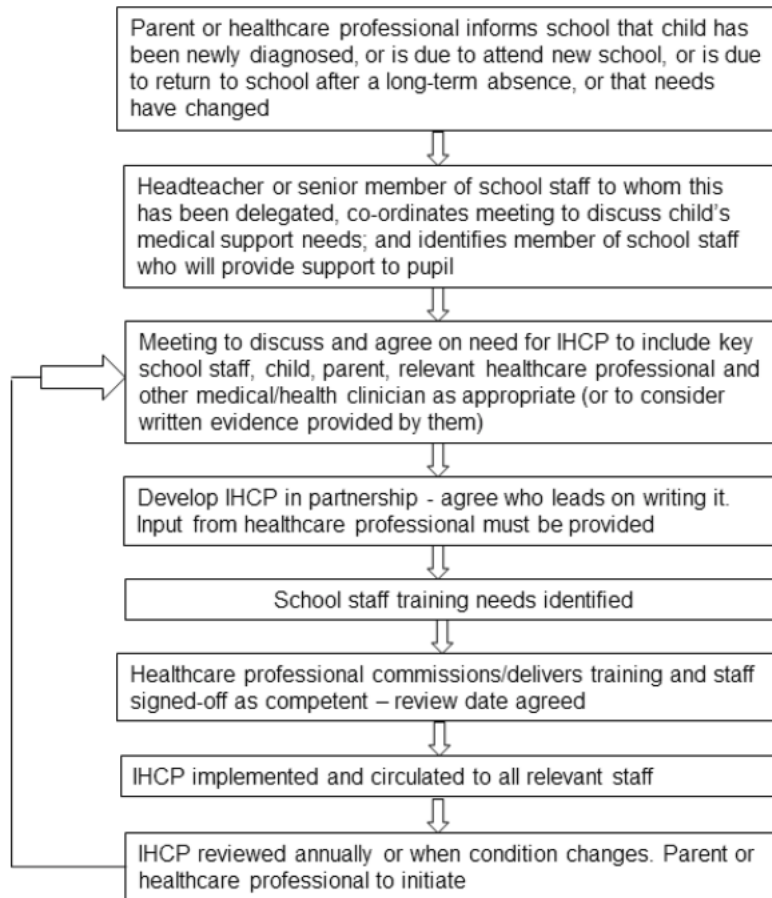 Parent or healthcare professional informs school that child has
been newly diagnosed, or is due to attend new school, or is due
to return to school after a long-term absence, or that needs
have changed
Headteacher or senior member of school staff to whom this
has been delegated, co-ordinates meeting to discuss child's
medical support needs; and identifies member of school staff
who will provide support to pupil
Meeting to discuss and agree on need for IHCP to include key
school staff, child, parent, relevant healthcare professional and
other medical/health clinician as appropriate (or to consider
written evidence provided by them)
Develop IHCP in partnership - agree who leads on writing it.
Input from healthcare professional must be provided
School staff training needs identified
Healthcare professional commissions/delivers training and staff
signed-off as competent – review date agreed
IHCP implemented and circulated to all relevant staff
IHCP reviewed annually or when condition changes. Parent or
healthcare professional to initiate